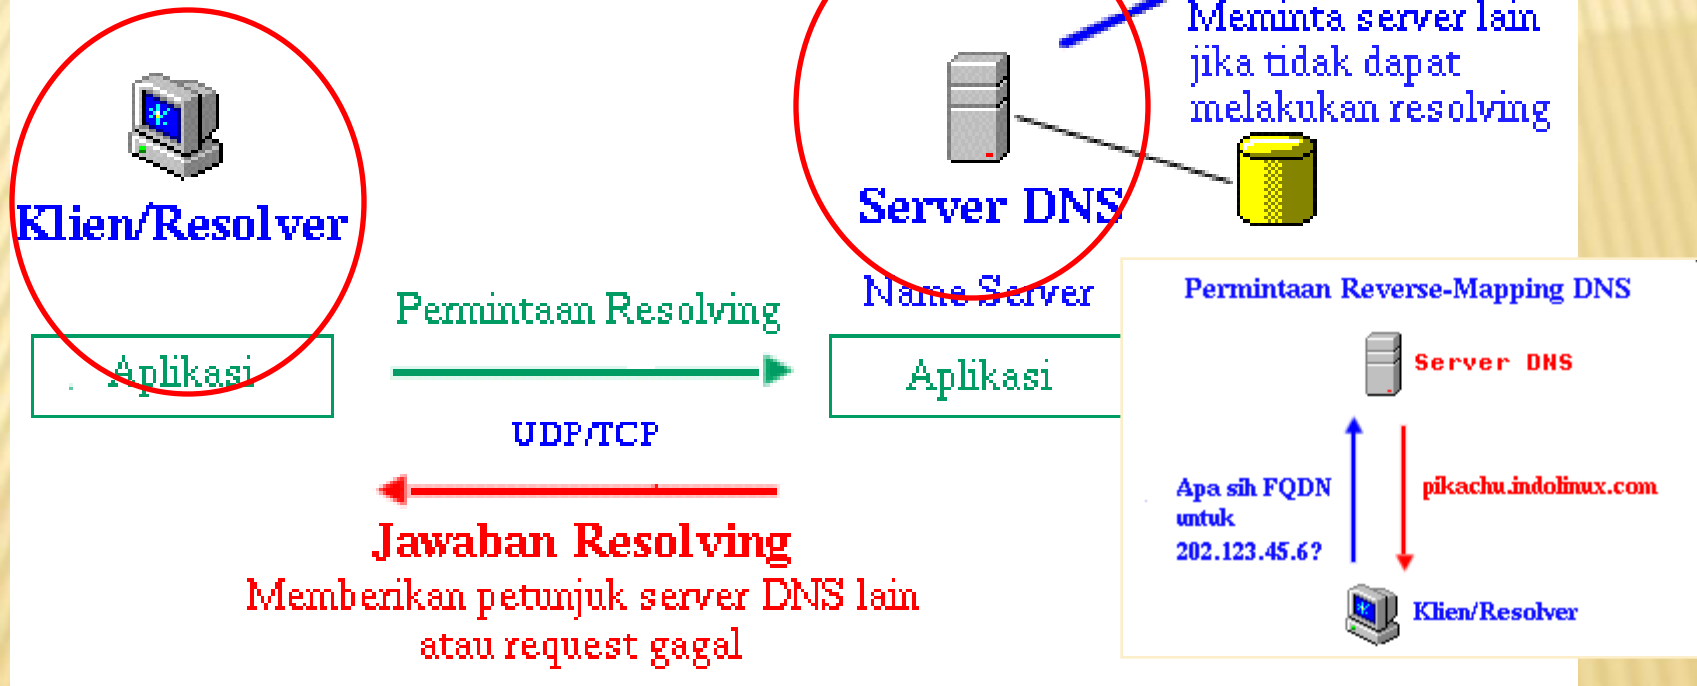 Meminta server lain
jika tidak dapat
melakukan resolving
Klien/Resolver
Server DNS
Name Server
Permintaan Resolving
Aplikasi
Aplikasi
UDP/TCP
Jawaban Resolving
Memberikan petunjuk server DNS lain
atau request gagal
Permintaan Reverse-Mapping DNS
Server DNS
Apa sih FQDN
untuk
202.123.45.6?
pikachu.indolinux.com
Klien/Resolver